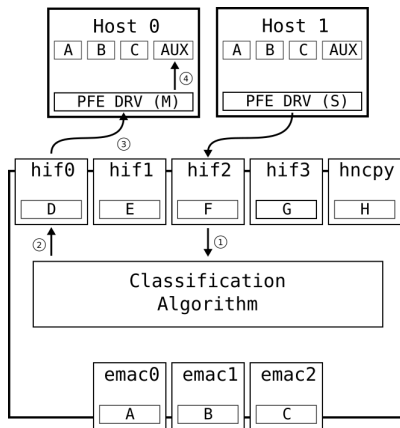 Host 0
A B C AUX
④
PFE DRV (M)
Host 1
A B C AUX
PFE DRV (S)
③
hif0 hif1 hif2 hif3 hncpy
D E F G H
② ①
Classification
Algorithm
emac0 emac1 emac2
A B C